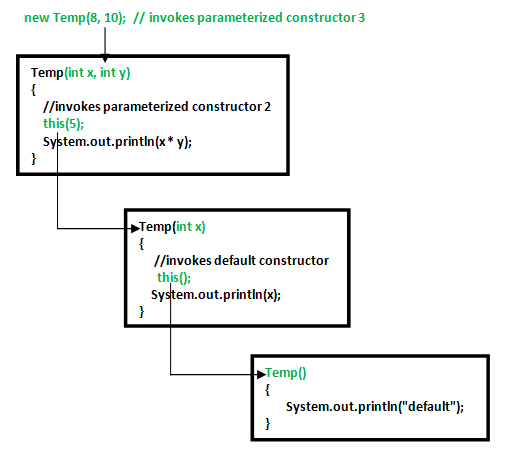 new Temp(8, 10); // invokes parameterized constructor 3
Temp(int x, int y)
{
//invokes parameterized constructor 2
this(5);
System.out.println(x * y);
}
Temp(int x)
{
//invokes default constructor
this();
System.out.println(x);
}
Temp()
{
System.out.println("default");
}